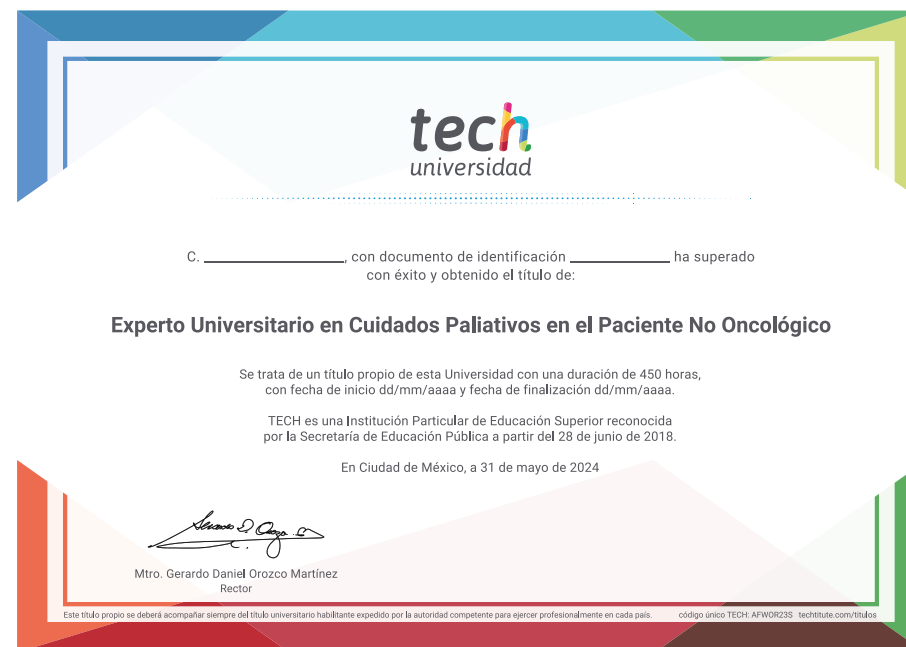 tech
universidad
C. ____________, con documento de identificación ____________ ha superado
con éxito y obtenido el título de:
Experto Universitario en Cuidados Paliativos en el Paciente No Oncológico
Se trata de un título propio de esta Universidad con una duración de 450 horas,
con fecha de inicio dd/mm/aaaa y fecha de finalización dd/mm/aaaa.
TECH es una Institución Particular de Educación Superior reconocida
por la Secretaría de Educación Pública a partir del 28 de junio de 2018.
En Ciudad de México, a 31 de mayo de 2024
Mtro. Gerardo Daniel Orozco Martínez
Rector
Este título propio se deberá acompañar siempre del título universitario habilitante expedido por la autoridad competente para ejercer profesionalmente en cada país. código único TECH: AFWOR23S techtitute.com/titulos